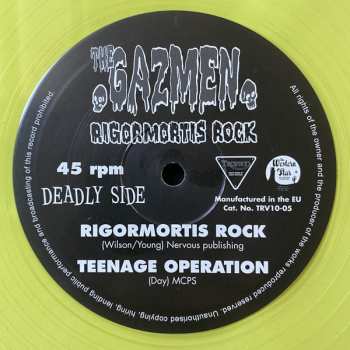 THE GAZMEN
RIGORMORTIS ROCK
45 rpm
DEADLY SIDE
Manufactured in the EU
Cat. No. TRV10-05
Western Star
RIGORMORTIS ROCK
(Wilson/Young) Nervous publishing
TEENAGE OPERATION
(Day) MCPS
All rights of the owner and the producer of the works reproduced reserved. Unauthorised copying, hiring, lending, public performance and broadcasting of this record prohibited.